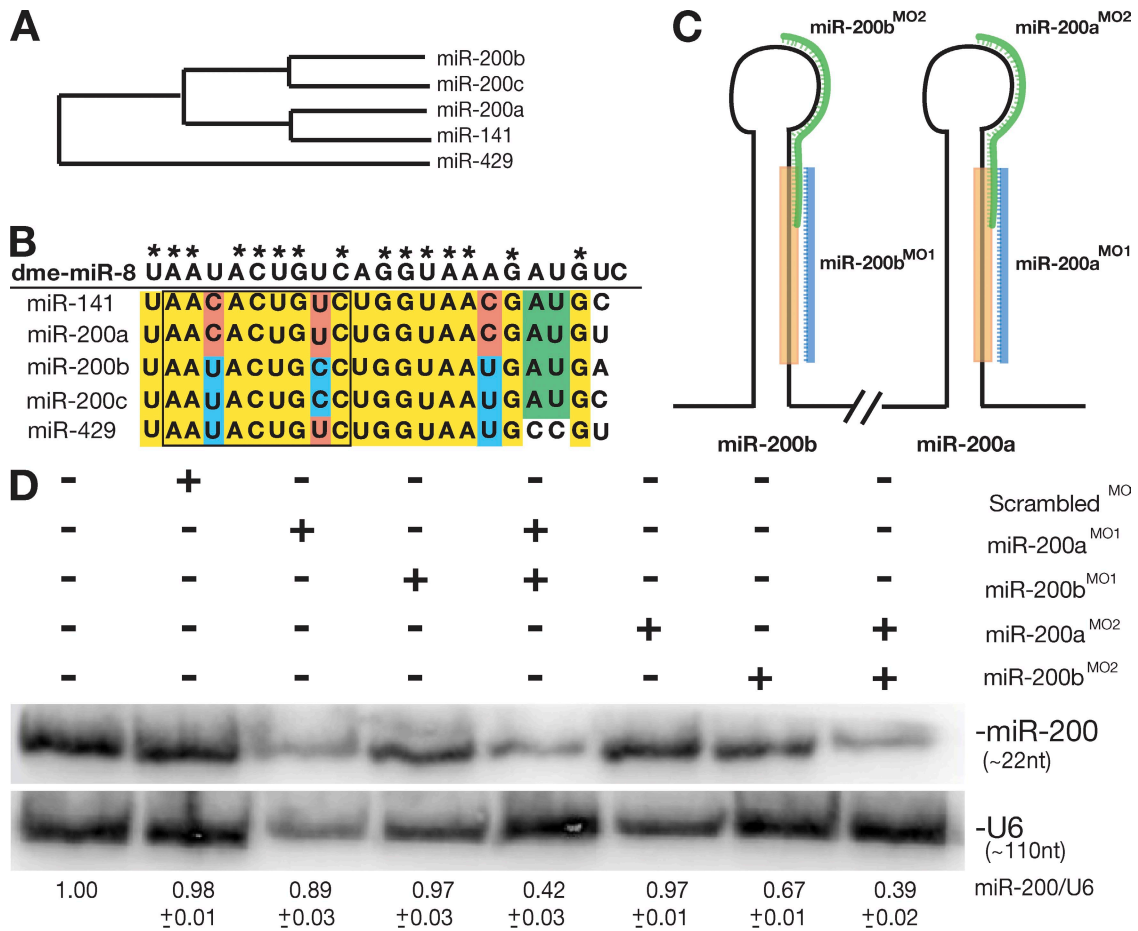 A
miR-200b
miR-200c
miR-200a
miR-141
miR-429
B
* * * * * * * * * * * * * * *
dme-miR-8 UAAUACUGUCAGGUAAAGAUGUC
miR-141 UAACACUGUCUGGUAACGAUGC
miR-200a UAACACUGUCUGGUAACGAUGU
miR-200b UAAUACUGCCUGGUAAUGAUGA
miR-200c UAAUACUGCCUGGUAAUGAUGC
miR-429 UAAUACUGUCUGGUAAUGCCGU
C
miR-200b^MO2 miR-200a^MO2
miR-200b^MO1 miR-200a^MO1
miR-200b miR-200a
D
- + - - - - - - Scrambled ^MO
- - + - + - - - miR-200a^MO1
- - - + + - - - miR-200b^MO1
- - - - - + - + miR-200a^MO2
- - - - - - + + miR-200b^MO2
-miR-200
(~22nt)
-U6
(~110nt)
1.00 0.98 0.89 0.97 0.42 0.97 0.67 0.39 miR-200/U6
±0.01 ±0.03 ±0.03 ±0.03 ±0.01 ±0.01 ±0.02